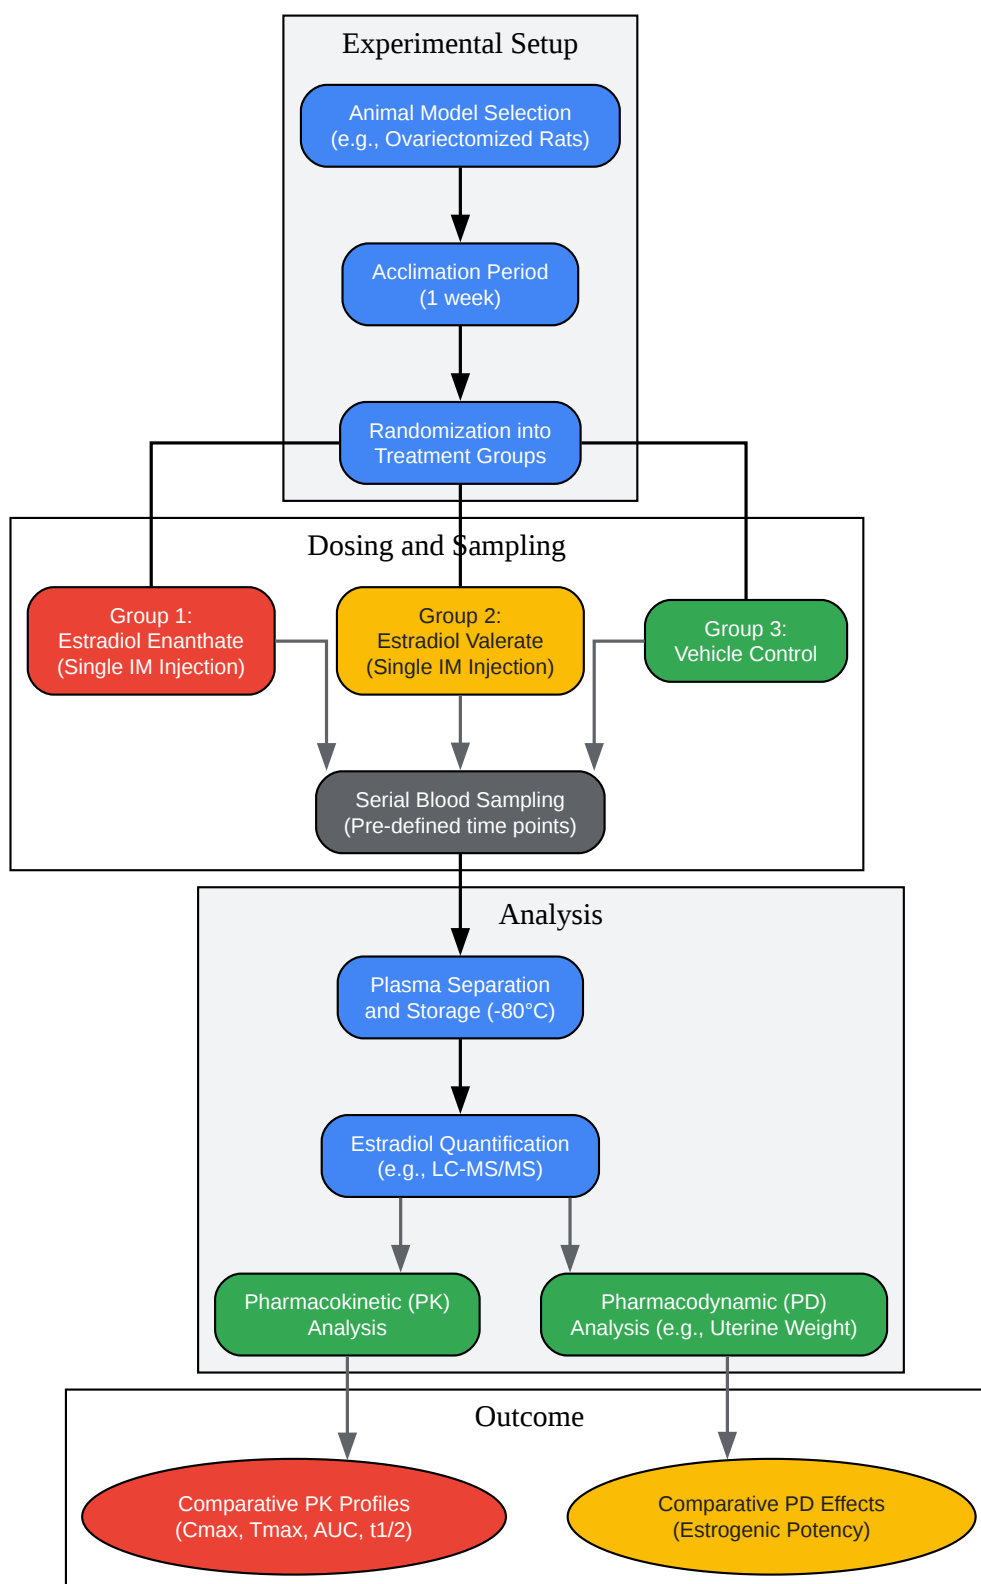 Experimental Setup
Animal Model Selection
(e.g., Ovariectomized Rats)
Acclimation Period
(1 week)
Randomization into
Treatment Groups
Dosing and Sampling
Group 1:
Estradiol Enanthate
(Single IM Injection)
Group 2:
Estradiol Valerate
(Single IM Injection)
Group 3:
Vehicle Control
Serial Blood Sampling
(Pre-defined time points)
Analysis
Plasma Separation
and Storage (-80°C)
Estradiol Quantification
(e.g., LC-MS/MS)
Pharmacokinetic (PK)
Analysis
Pharmacodynamic (PD)
Analysis (e.g., Uterine Weight)
Outcome
Comparative PK Profiles
(Cmax, Tmax, AUC, t1/2)
Comparative PD Effects
(Estrogenic Potency)